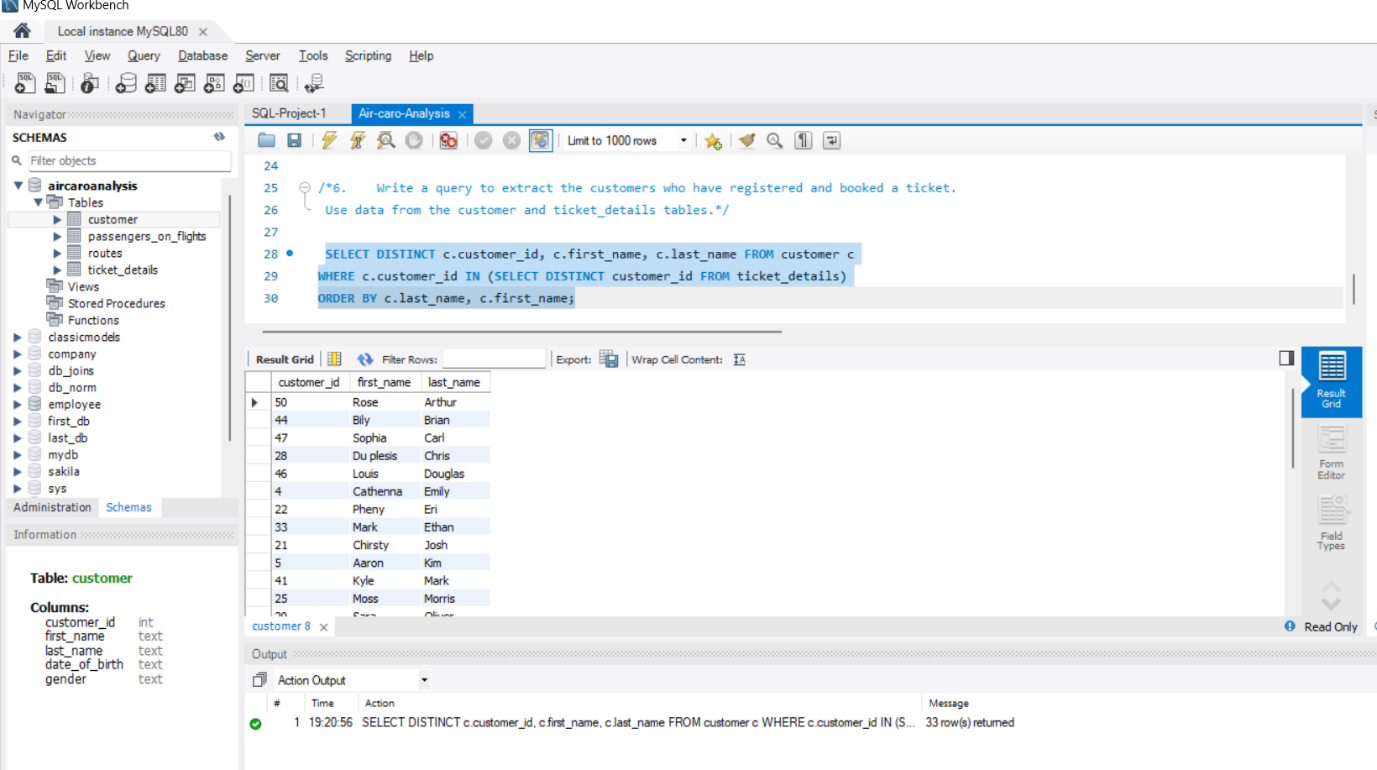 MySQL Workbench
Local instance MySQL80
File Edit View Query Database Server Tools Scripting Help
Navigator
SCHEMAS
Filter objects
aircaroanalysis
Tables
customer
passengers_on_flights
routes
ticket_details
Views
Stored Procedures
Functions
classicmodels
company
db_joins
db_norm
employee
first_db
last_db
mydb
sakila
sys
Administration Schemas
Information
Table: customer
Columns:
customer_id int
first_name text
last_name text
date_of_birth text
gender text
SQL-Project-1 Air-caro-Analysis
Limit to 1000 rows
24
25 /*6. Write a query to extract the customers who have registered and booked a ticket.
26 Use data from the customer and ticket_details tables.*/
27
28 SELECT DISTINCT c.customer_id, c.first_name, c.last_name FROM customer c
29 WHERE c.customer_id IN (SELECT DISTINCT customer_id FROM ticket_details)
30 ORDER BY c.last_name, c.first_name;
Result Grid Filter Rows: Export: Wrap Cell Content:
customer_id first_name last_name
50 Rose Arthur
44 Bily Brian
47 Sophia Carl
28 Du plesis Chris
46 Louis Douglas
4 Cathenna Emily
22 Pheny Eri
33 Mark Ethan
21 Chirsty Josh
5 Aaron Kim
41 Kyle Mark
25 Moss Morris
Result Grid
Form Editor
Field Types
customer 8
Read Only
Output
Action Output
# Time Action Message
1 19:20:56 SELECT DISTINCT c.customer_id, c.first_name, c.last_name FROM customer c WHERE c.customer_id IN (S... 33 row(s) returned